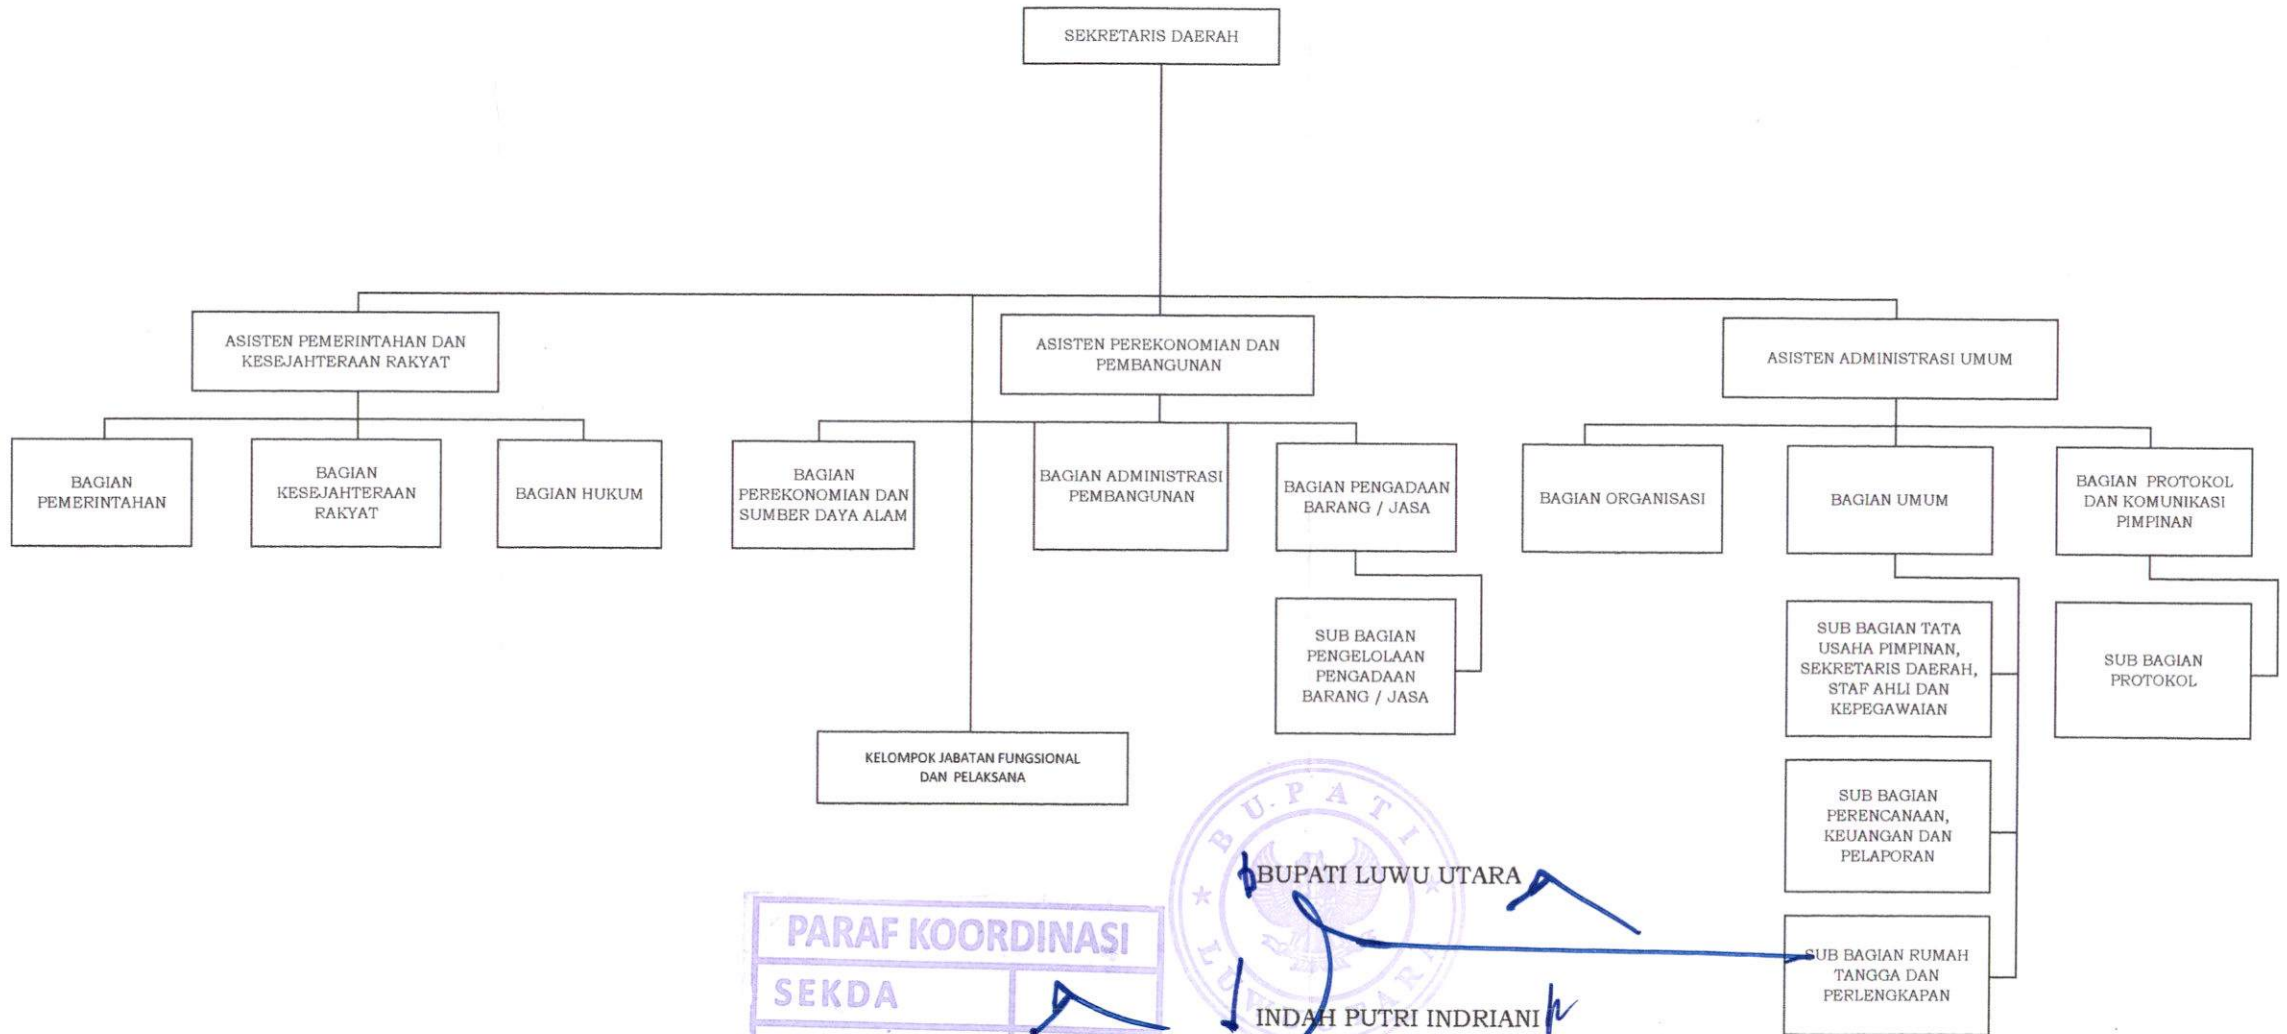 SEKRETARIS DAERAH
ASISTEN PEMERINTAHAN DAN
KESEJAHTERAAN RAKYAT
ASISTEN PEREKONOMIAN DAN
PEMBANGUNAN
ASISTEN ADMINISTRASI UMUM
BAGIAN
PEMERINTAHAN
BAGIAN
KESEJAHTERAAN
RAKYAT
BAGIAN HUKUM
BAGIAN
PEREKONOMIAN DAN
SUMBER DAYA ALAM
BAGIAN ADMINISTRASI
PEMBANGUNAN
BAGIAN PENGADAAN
BARANG / JASA
BAGIAN ORGANISASI
BAGIAN UMUM
BAGIAN PROTOKOL
DAN KOMUNIKASI
PIMPINAN
SUB BAGIAN
PENGELOLAAN
PENGADAAN
BARANG / JASA
SUB BAGIAN TATA
USAHA PIMPINAN,
SEKRETARIS DAERAH,
STAF AHLI DAN
KEPEGAWAIAN
SUB BAGIAN
PROTOKOL
KELOMPOK JABATAN FUNGSIONAL
DAN PELAKSANA
SUB BAGIAN
PERENCANAAN,
KEUANGAN DAN
PELAPORAN
SUB BAGIAN RUMAH
TANGGA DAN
PERLENGKAPAN
BUPATI
BUPATI LUWU UTARA
INDAH PUTRI INDRIANI
PARAF KOORDINASI
SEKDA